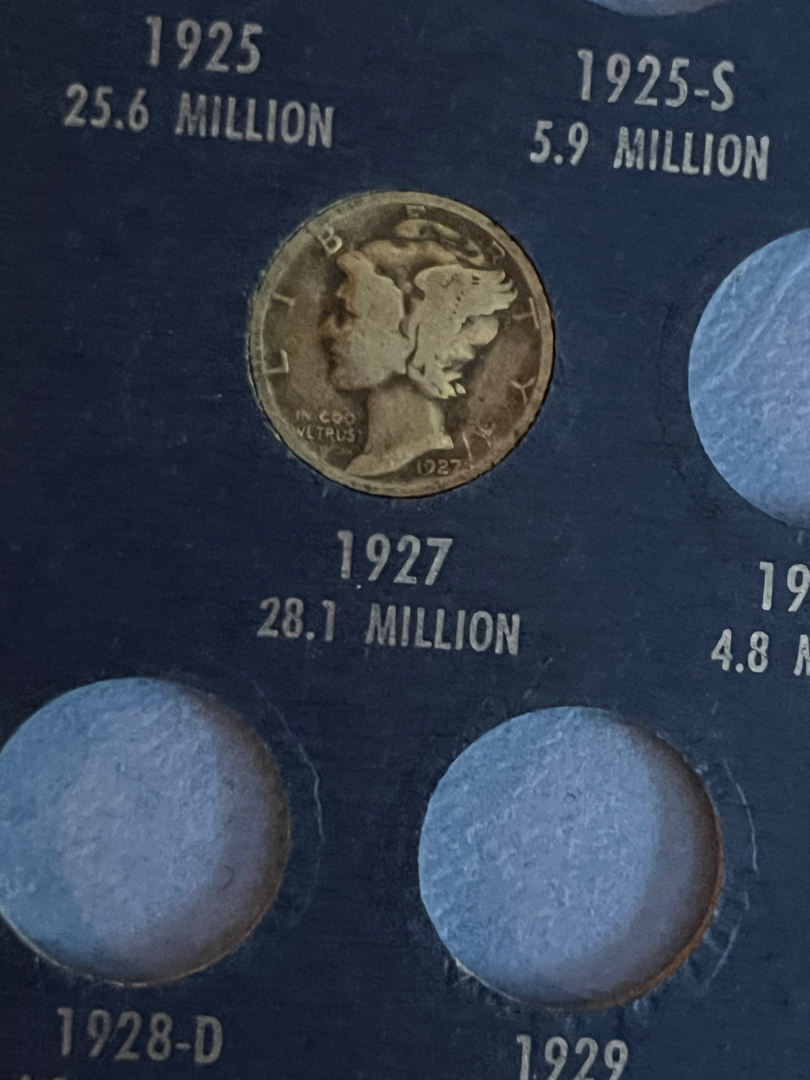 1925
25.6 MILLION
1925-S
5.9 MILLION
LIBERTY
IN GOD
WE TRUST
1927
1927
28.1 MILLION
19
4.8 M
1928-D
1929